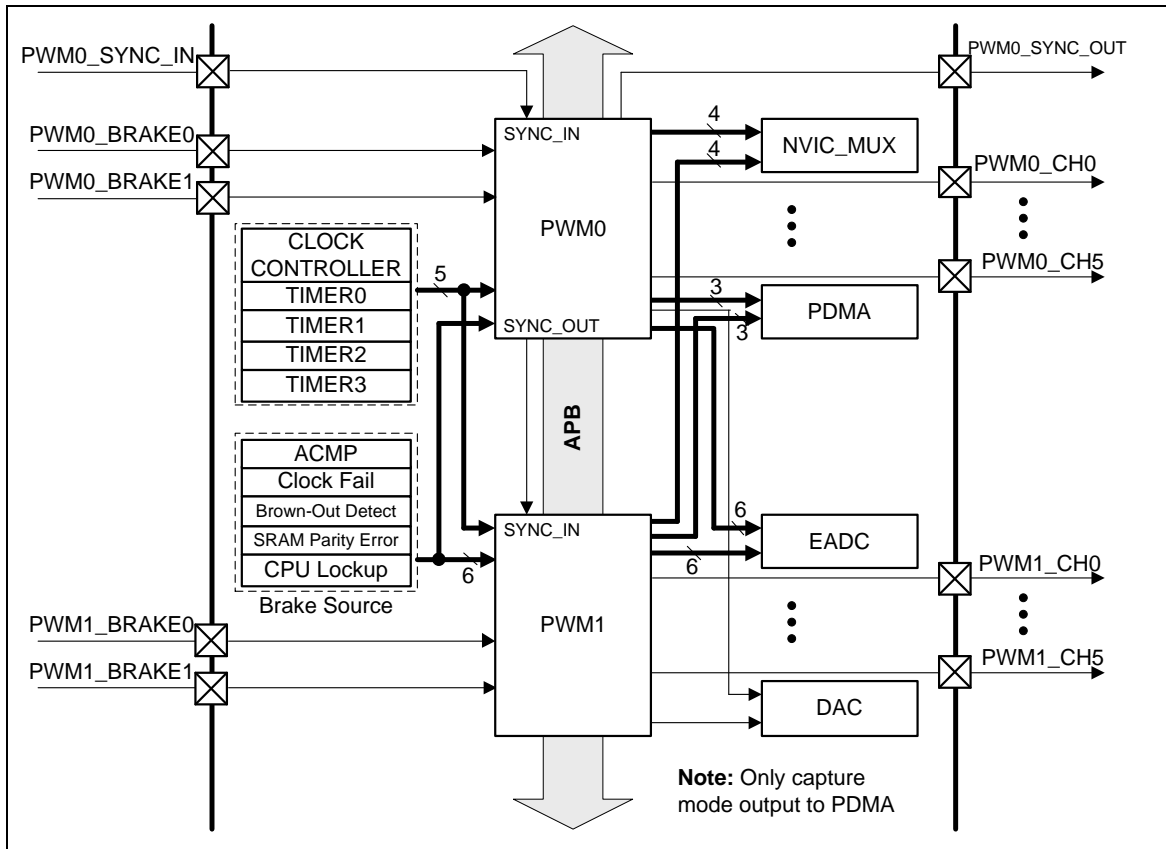 PWM0_SYNC_IN
PWM0_SYNC_OUT
PWM0_BRAKE0
PWM0_BRAKE1
SYNC_IN
PWM0
SYNC_OUT
4
4
NVIC_MUX
PWM0_CH0
PWM0_CH5
CLOCK
CONTROLLER
TIMER0
TIMER1
TIMER2
TIMER3
5
3
3
PDMA
APB
ACMP
Clock Fail
Brown-Out Detect
SRAM Parity Error
CPU Lockup
Brake Source
6
SYNC_IN
PWM1
6
6
EADC
PWM1_CH0
PWM1_CH5
PWM1_BRAKE0
PWM1_BRAKE1
DAC
Note: Only capture
mode output to PDMA